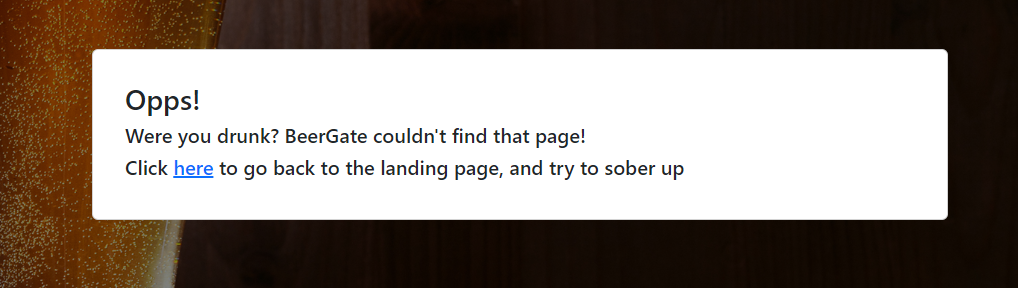 Opps!
Were you drunk? BeerGate couldn't find that page!
Click here to go back to the landing page, and try to sober up